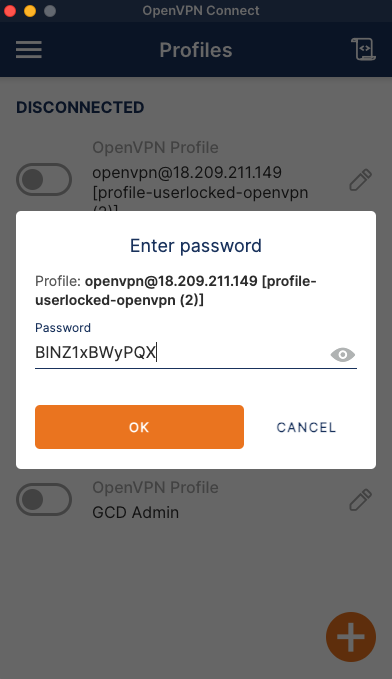 OpenVPN Connect
Profiles
DISCONNECTED
OpenVPN Profile
openvpn@18.209.211.149
[profile-userlocked-openvpn
(2)]
Enter password
Profile: openvpn@18.209.211.149 [profile-
userlocked-openvpn (2)]
Password
BINZ1xBWyPQX
OK
CANCEL
OpenVPN Profile
GCD Admin